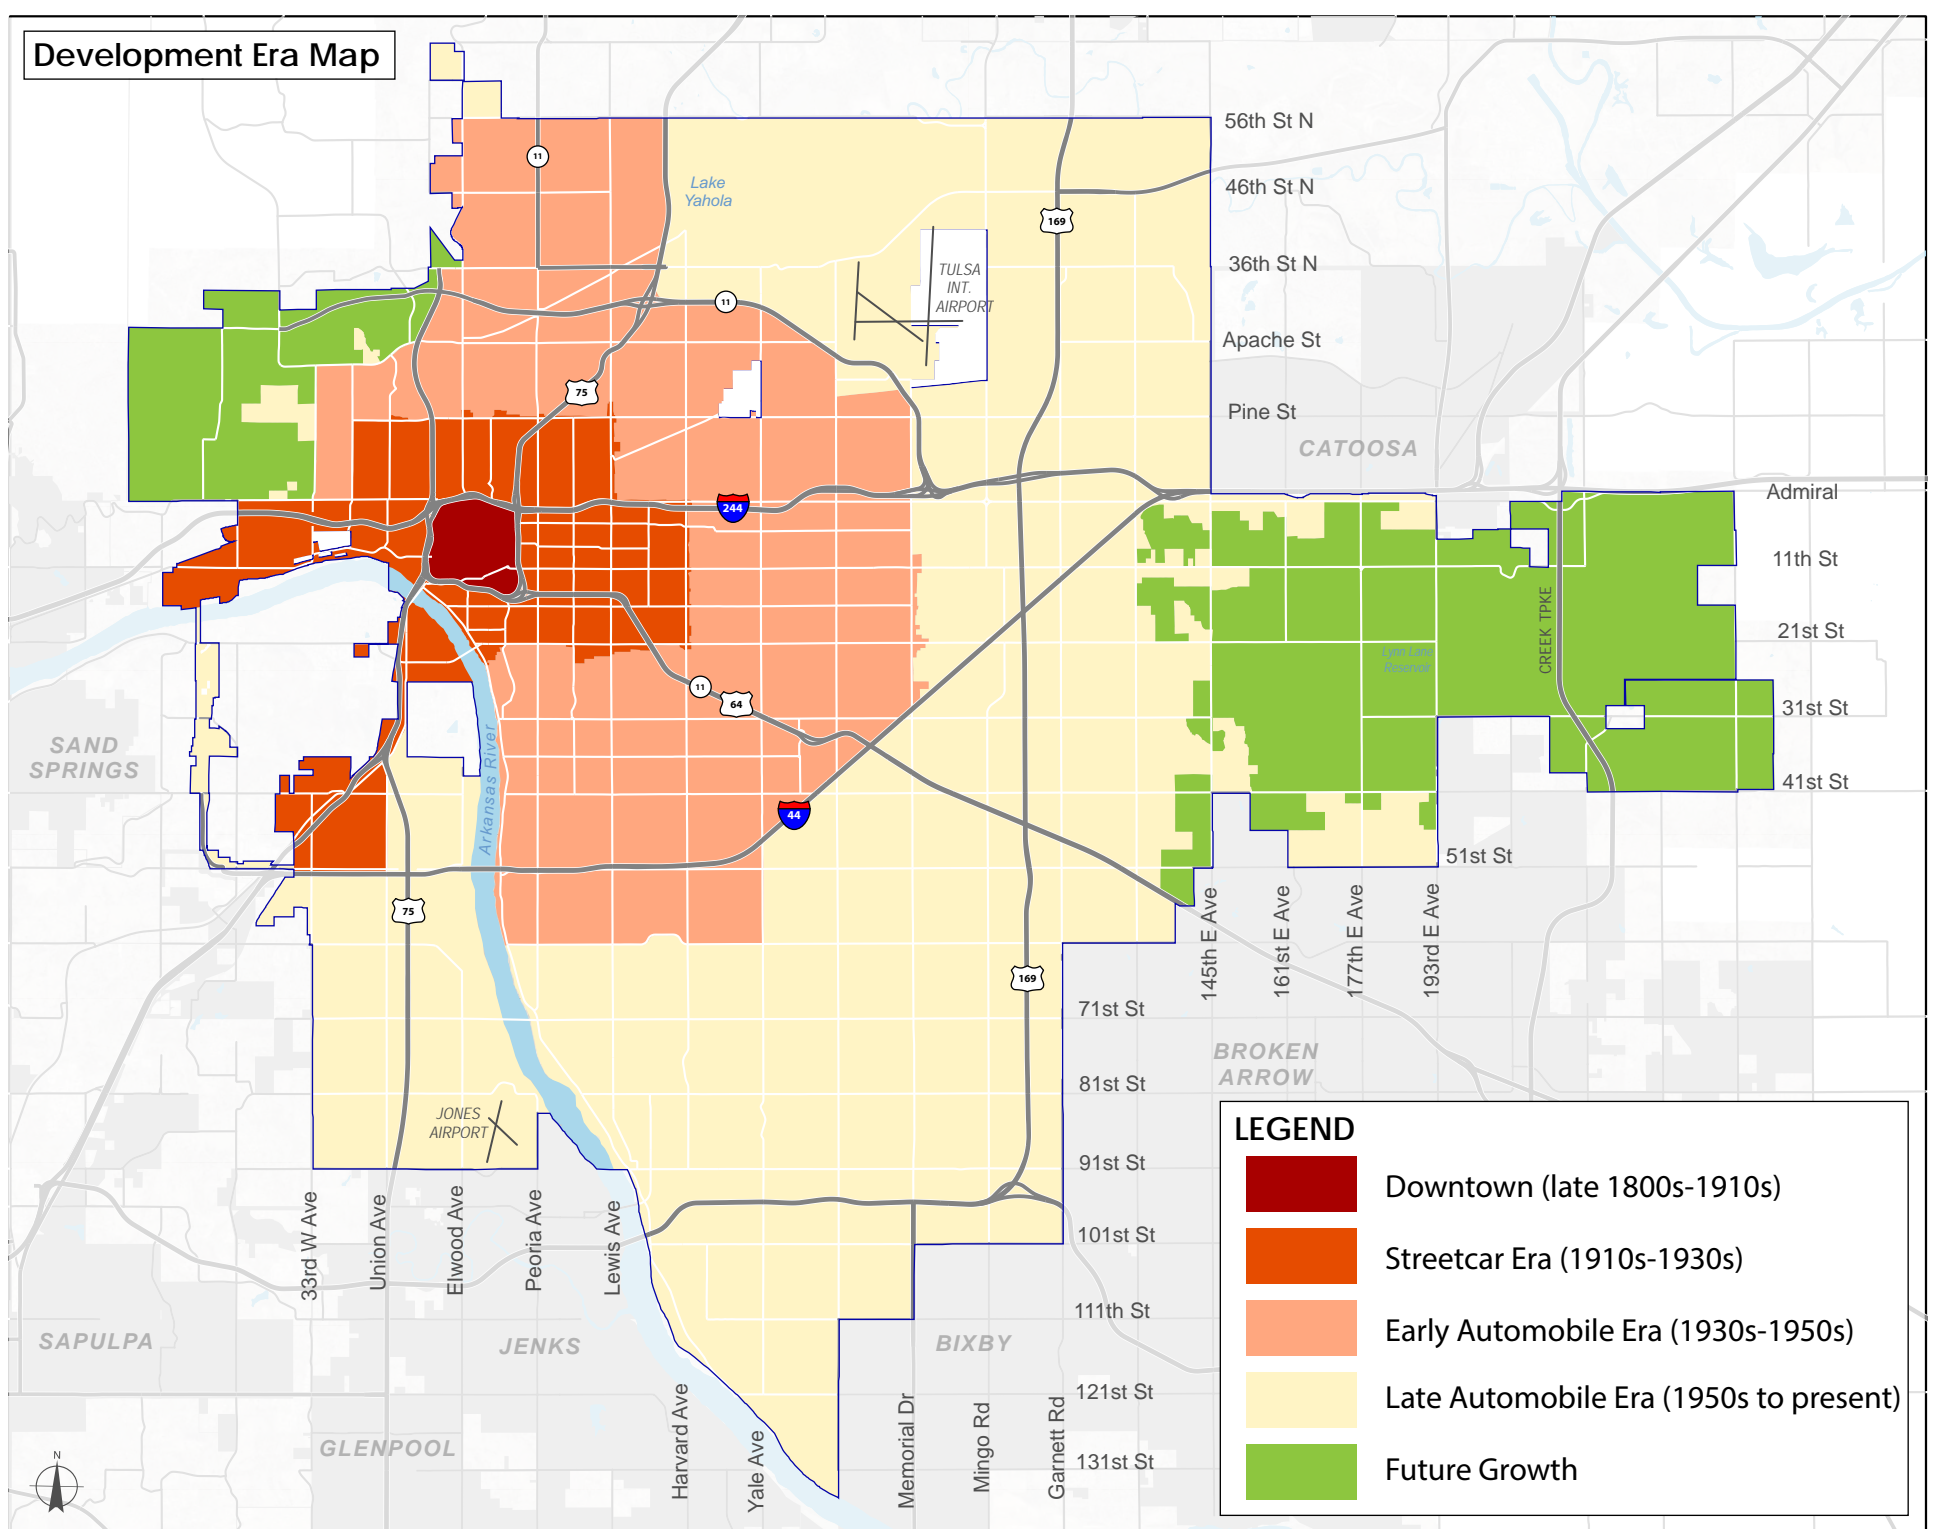 Development Era Map
56th St N
11
Lake
Yahola
46th St N
169
36th St N
TULSA
INT.
AIRPORT
11
Apache St
75
Pine St
CATOOSA
Admiral
244
11th St
CREEK TPKE
21st St
Lynn Lane
Reservoir
11
64
31st St
SAND
SPRINGS
Arkansas River
41st St
44
51st St
75
145th E Ave
161st E Ave
177th E Ave
193rd E Ave
169
71st St
BROKEN
ARROW
81st St
JONES
AIRPORT
91st St
33rd W Ave
Union Ave
Elwood Ave
Peoria Ave
Lewis Ave
101st St
111th St
SAPULPA
JENKS
BIXBY
121st St
Harvard Ave
Yale Ave
Memorial Dr
Mingo Rd
Garnett Rd
GLENPOOL
131st St
N
LEGEND
Downtown (late 1800s-1910s)
Streetcar Era (1910s-1930s)
Early Automobile Era (1930s-1950s)
Late Automobile Era (1950s to present)
Future Growth